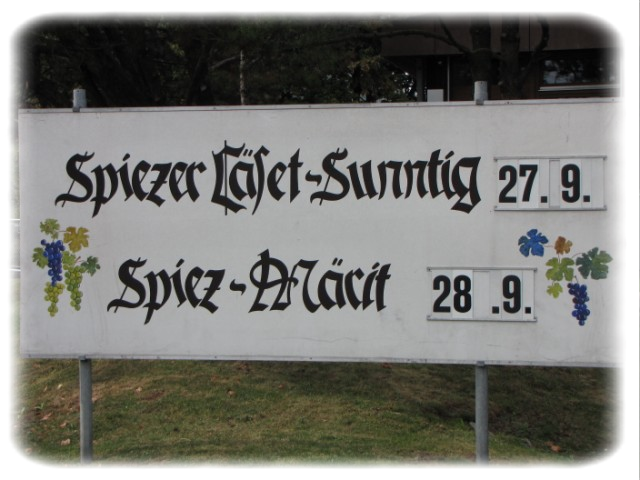 Spiezer Läset-Sunntig 27. 9.
Spiez-Märit 28 .9.